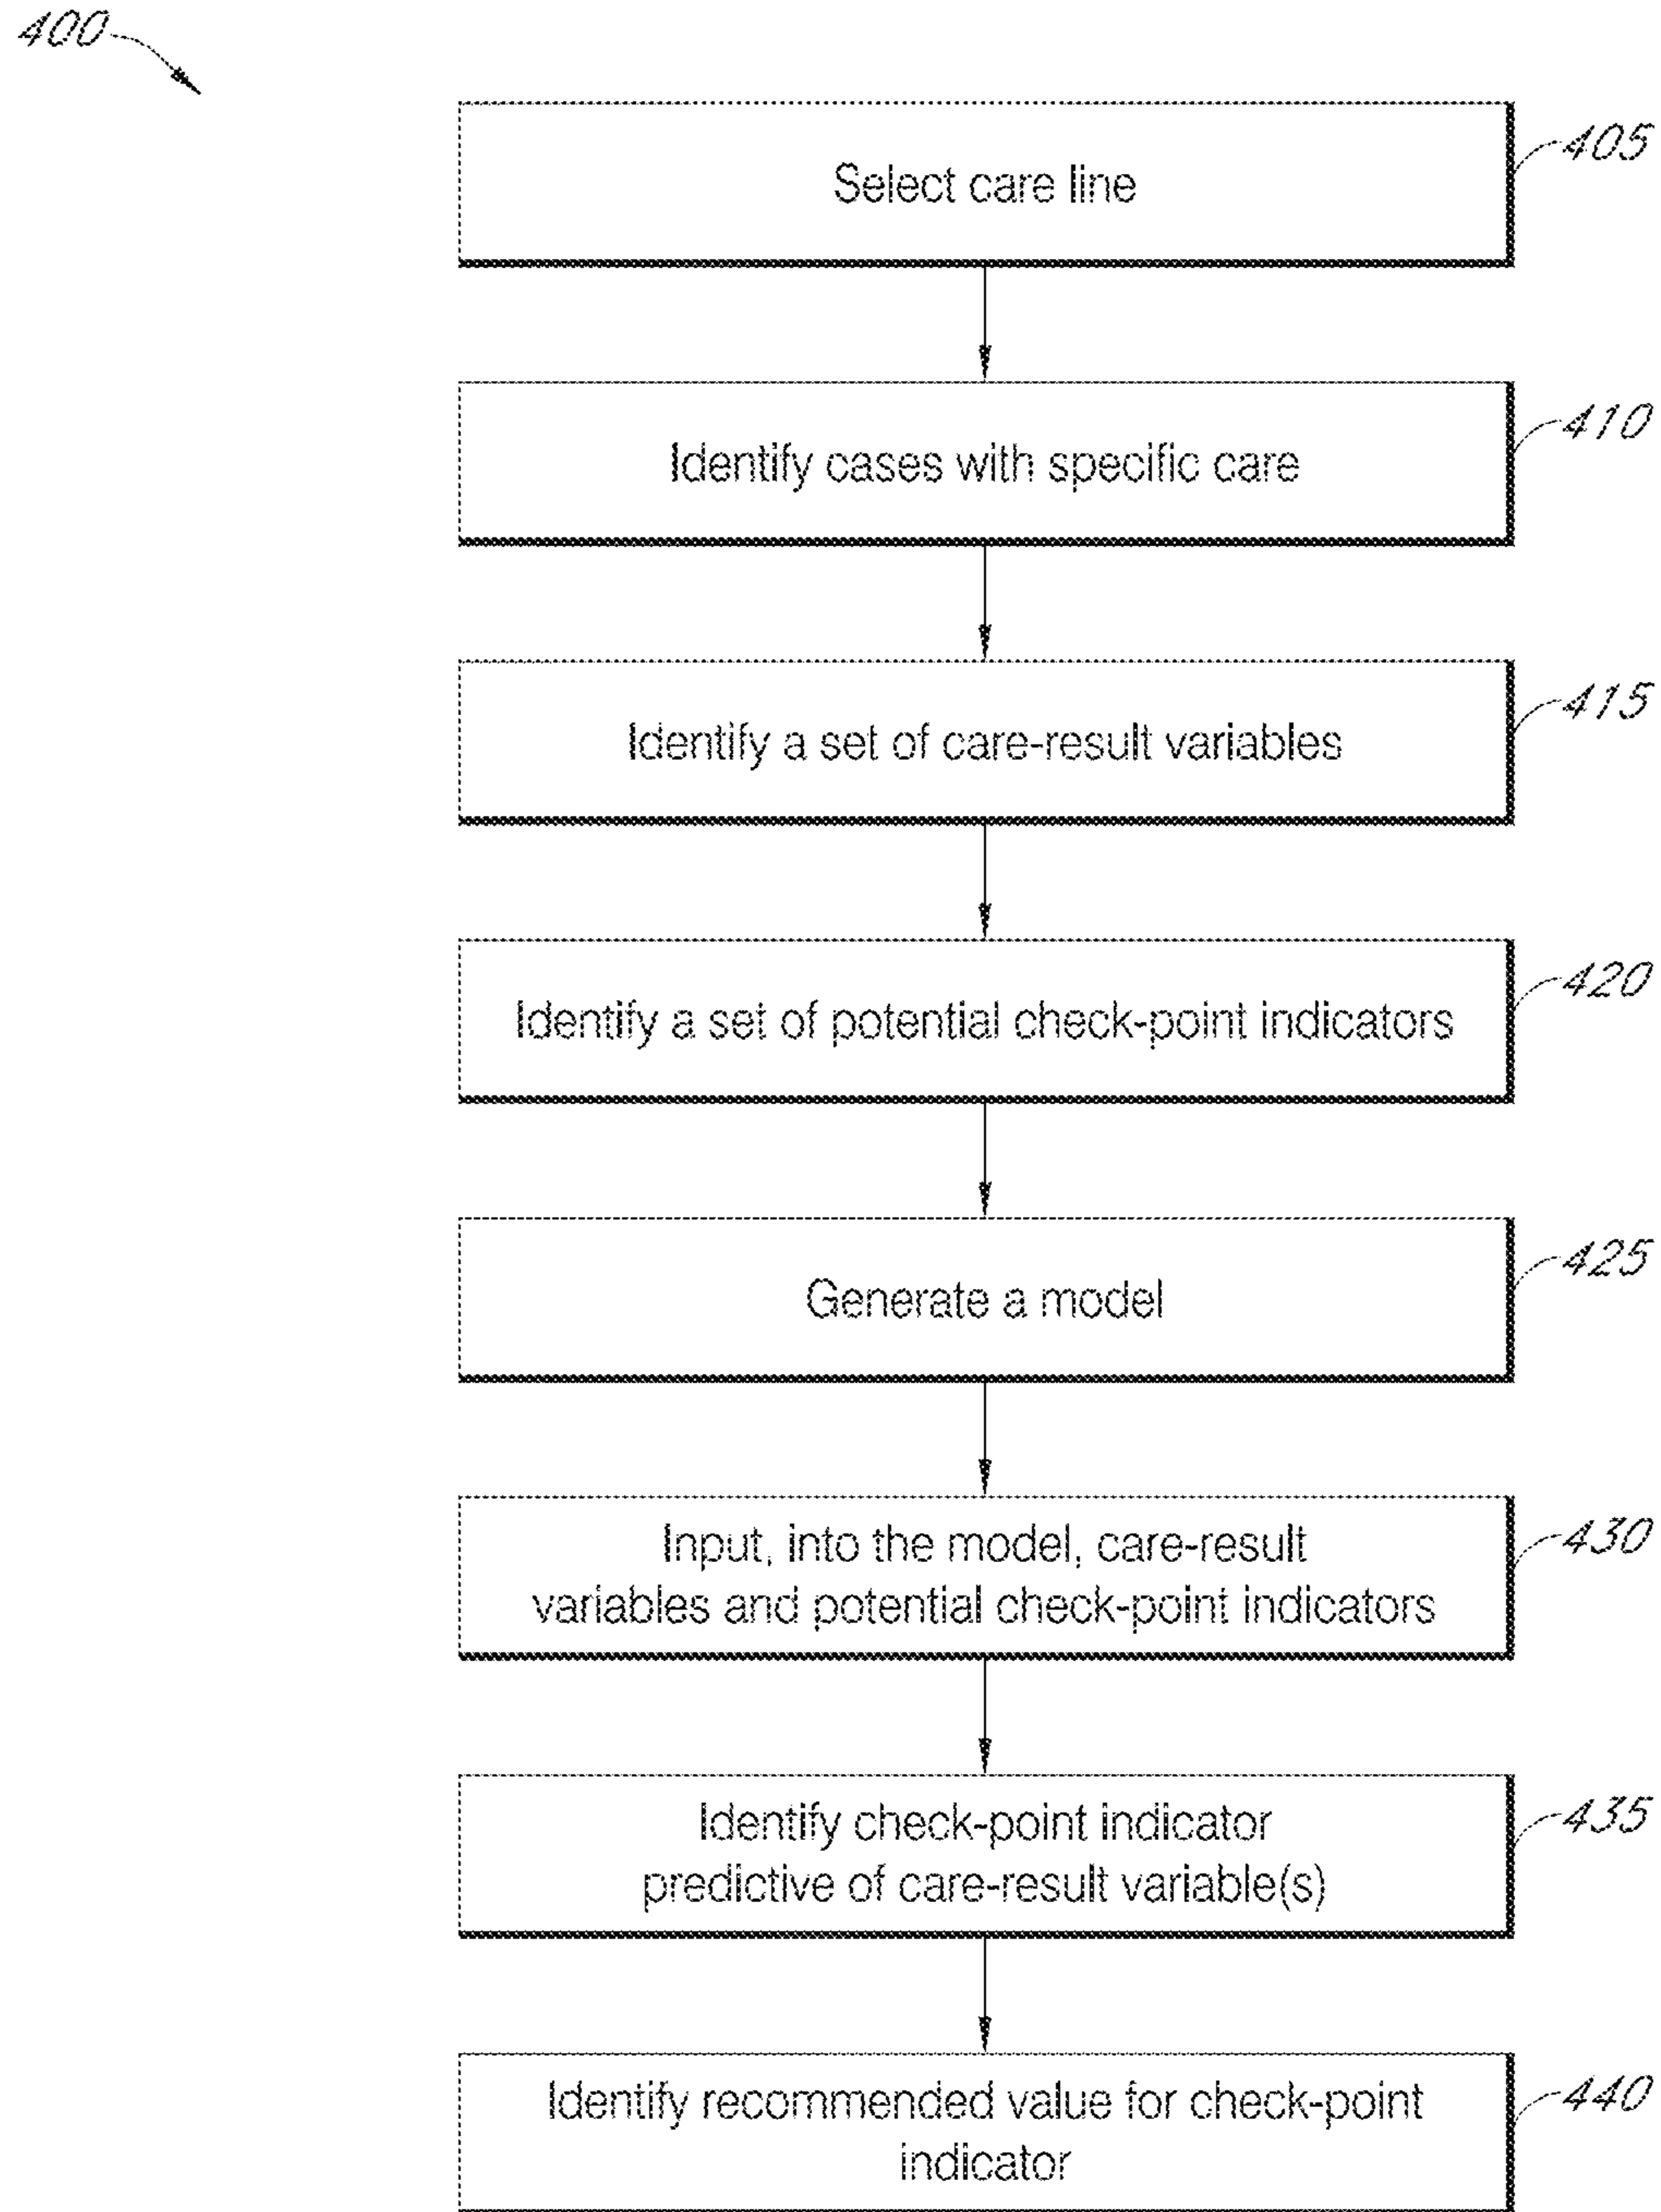 400
Select care line
405
Identify cases with specific care
410
Identify a set of care-result variables
415
Identify a set of potential check-point indicators
420
Generate a model
425
Input, into the model, care-result
variables and potential check-point indicators
430
Identify check-point indicator
predictive of care-result variable(s)
435
Identify recommended value for check-point
indicator
440